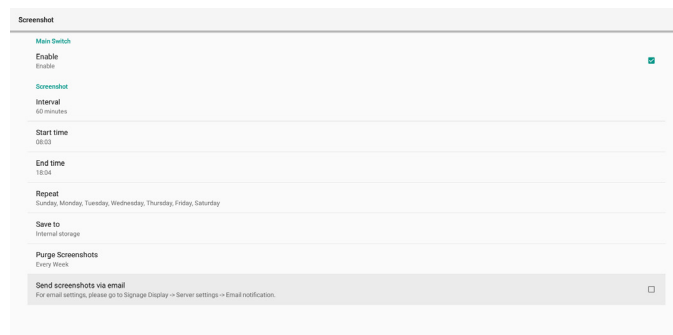 Screenshot
Main Switch
Enable
Enable
Screenshot
Interval
60 minutes
Start time
08:03
End time
18:04
Repeat
Sunday, Monday, Tuesday, Wednesday, Thursday, Friday, Saturday
Save to
Internal storage
Purge Screenshots
Every Week
Send screenshots via email
For email settings, please go to Signage Display -> Server settings -> Email notification.